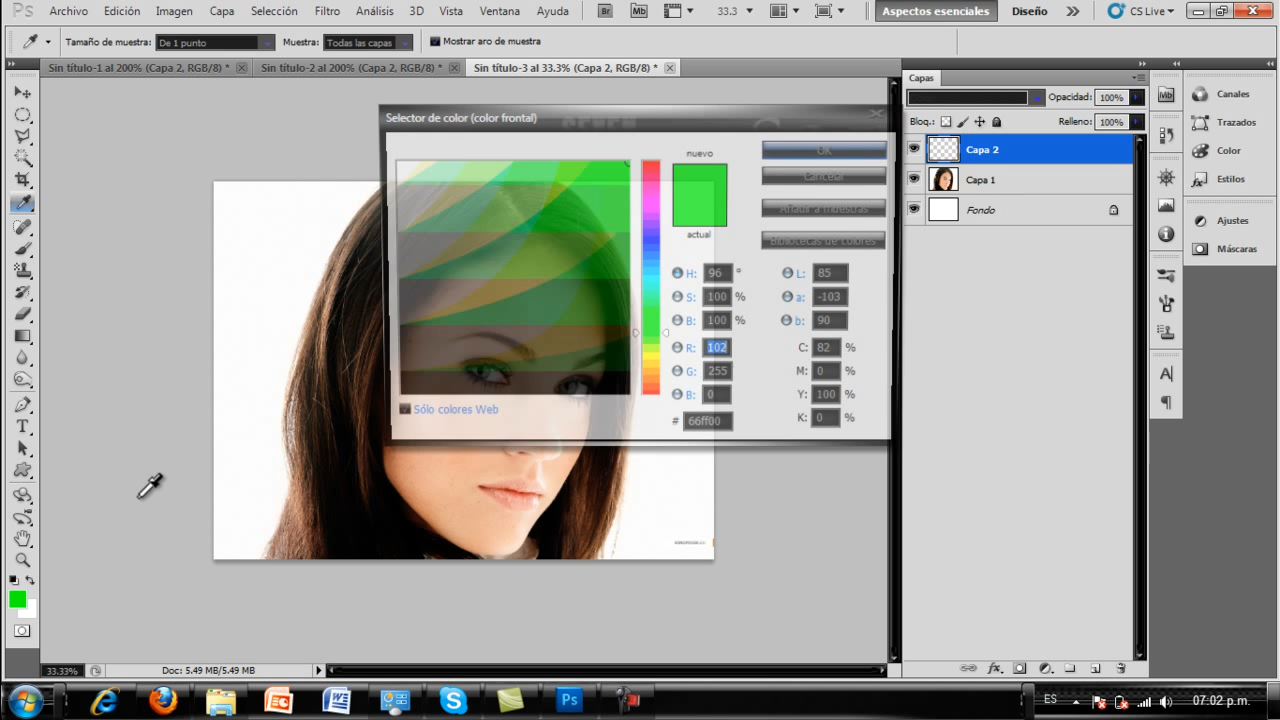 Ps Archivo Edición Imagen Capa Selección Filtro Análisis 3D Vista Ventana Ayuda Br Mb 33.3 Aspectos esenciales Diseño CS Live
Tamaño de muestra: De 1 punto Muestra: Todas las capas Mostrar aro de muestra
Sin título-1 al 200% (Capa 2, RGB/8) * Sin título-2 al 200% (Capa 2, RGB/8) * Sin título-3 al 33.3% (Capa 2, RGB/8) *
Selector de color (color frontal)
nuevo
actual
OK
Cancelar
Añadir a muestras
Bibliotecas de colores
H: 96 °
S: 100 %
B: 100 %
R: 102
G: 255
B: 0
# 66ff00
L: 85
a: -103
b: 90
C: 82 %
M: 0 %
Y: 100 %
K: 0 %
Sólo colores Web
Capas
Opacidad: 100%
Bloq.: Relleno: 100%
Capa 2
Capa 1
Fondo
Mb
Canales
Trazados
Color
Estilos
Ajustes
Máscaras
33.33% Doc: 5.49 MB/5.49 MB
fx
Ps
ES 07:02 p.m.